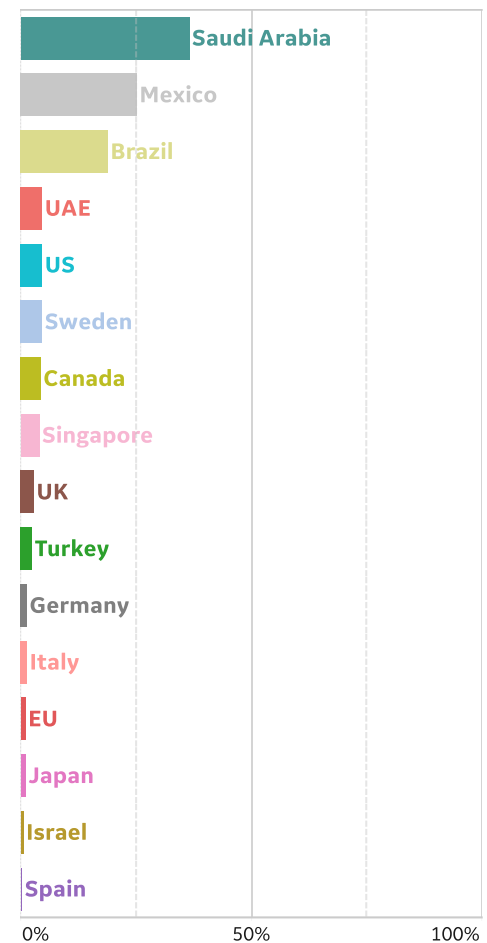 Saudi Arabia
Mexico
Brazil
UAE
US
Sweden
Canada
Singapore
UK
Turkey
Germany
Italy
EU
Japan
Israel
Spain
0% 50% 100%